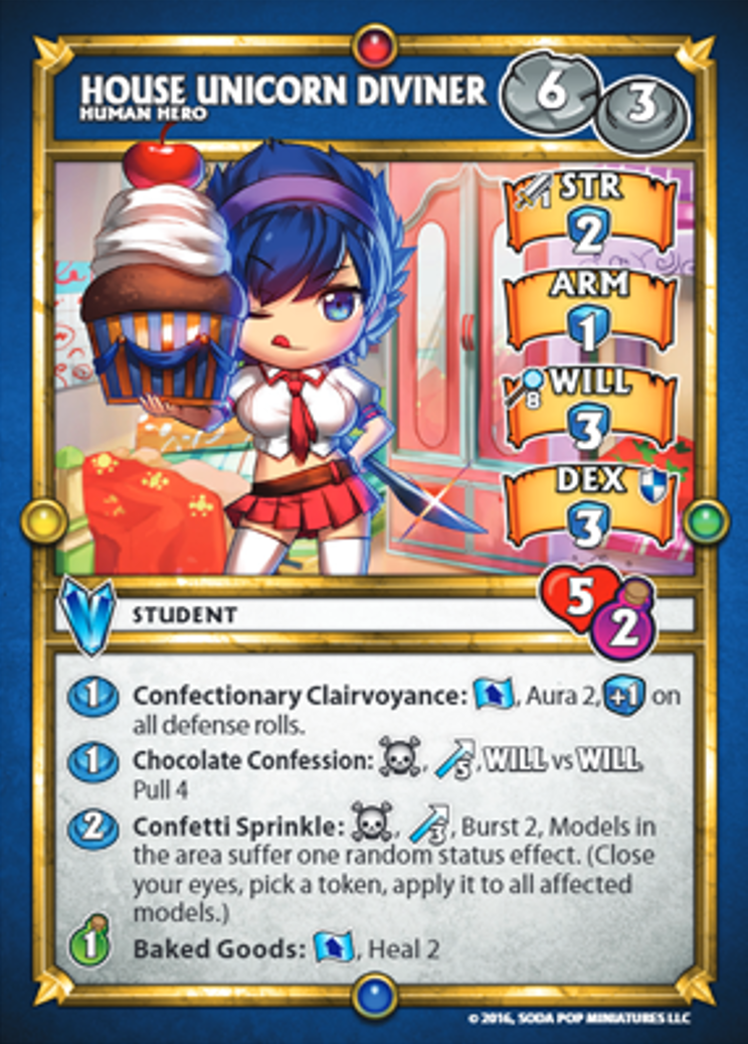 HOUSE UNICORN DIVINER
HUMAN HERO
6
3
1 STR
2
ARM
1
8 WILL
3
DEX
3
STUDENT
5
2
1 Confectionary Clairvoyance: , Aura 2, +1 on
all defense rolls.
1 Chocolate Confession: , 5, WILL vs WILL
Pull 4
2 Confetti Sprinkle: , 3, Burst 2, Models in
the area suffer one random status effect. (Close
your eyes, pick a token, apply it to all affected
models.)
1 Baked Goods: , Heal 2
© 2016, SODA POP MINIATURES LLC